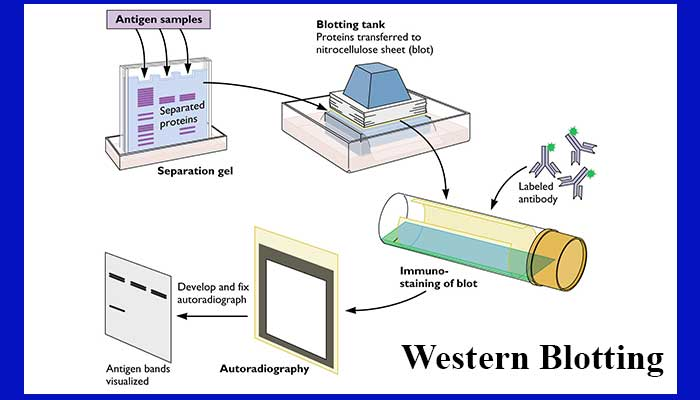 Antigen samples
Separated
proteins
Separation gel
Blotting tank
Proteins transferred to
nitrocellulose sheet (blot)
Labeled
antibody
Immuno-
staining of blot
Autoradiography
Develop and fix
autoradiograph
Antigen bands
visualized
Western Blotting